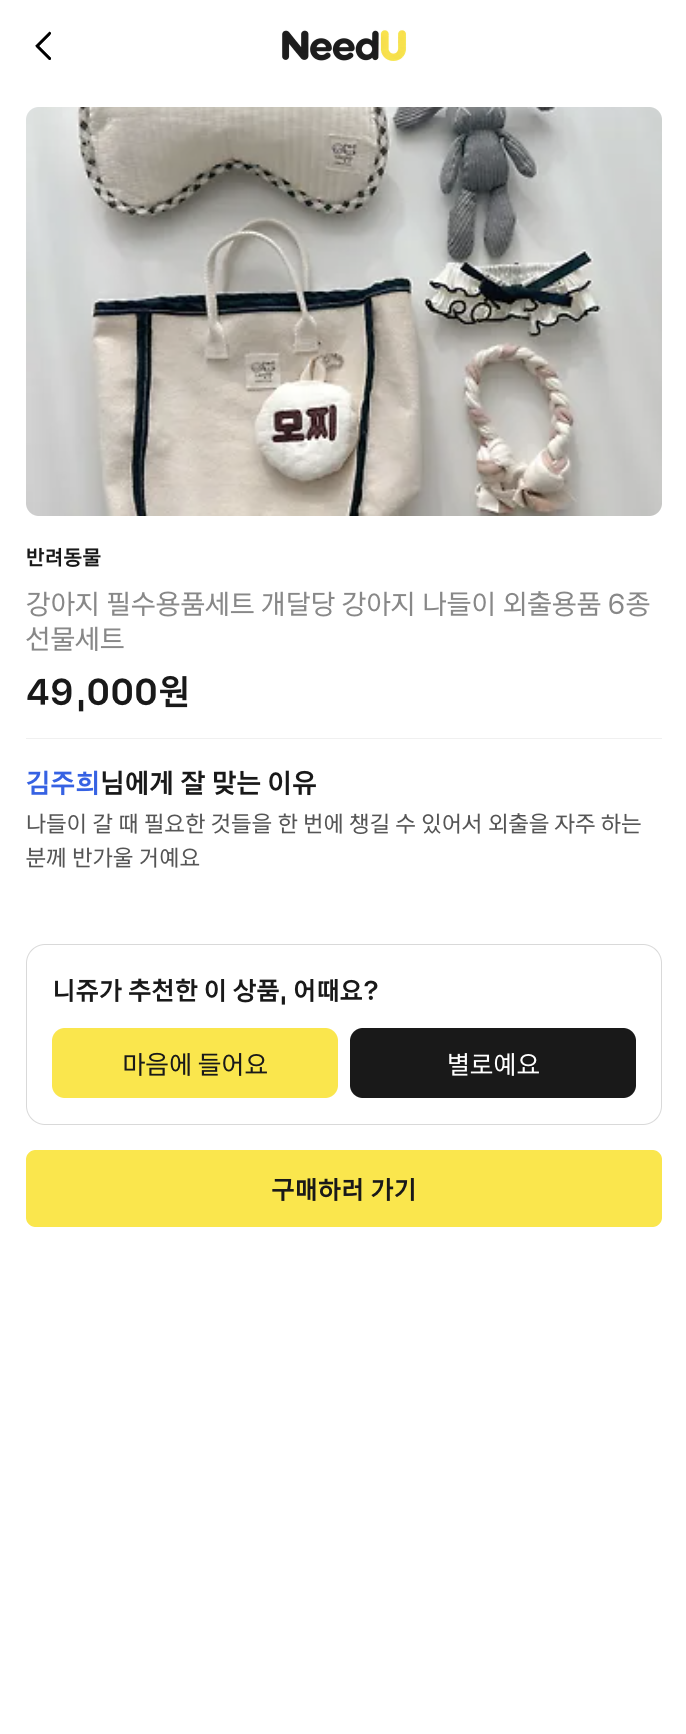 NeedU
모찌
반려동물
강아지 필수용품세트 개달당 강아지 나들이 외출용품 6종
선물세트
49,000원
김주희님에게 잘 맞는 이유
나들이 갈 때 필요한 것들을 한 번에 챙길 수 있어서 외출을 자주 하는
분께 반가울 거예요
니쥬가 추천한 이 상품, 어때요?
마음에 들어요
별로예요
구매하러 가기